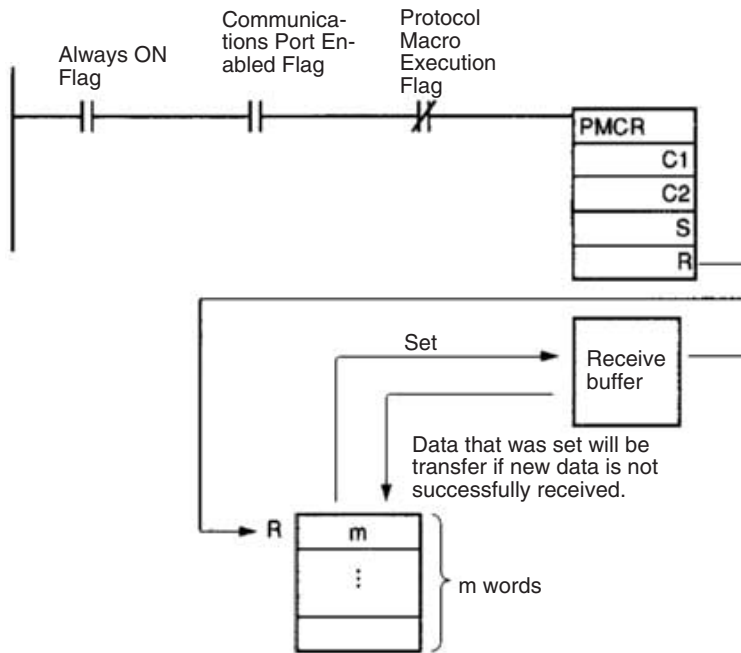 Always ON
Flag
Communica-
tions Port En-
abled Flag
Protocol
Macro
Execution
Flag
PMCR
C1
C2
S
R
Set
Receive
buffer
Data that was set will be
transfer if new data is not
successfully received.
R
m
⋮
m words